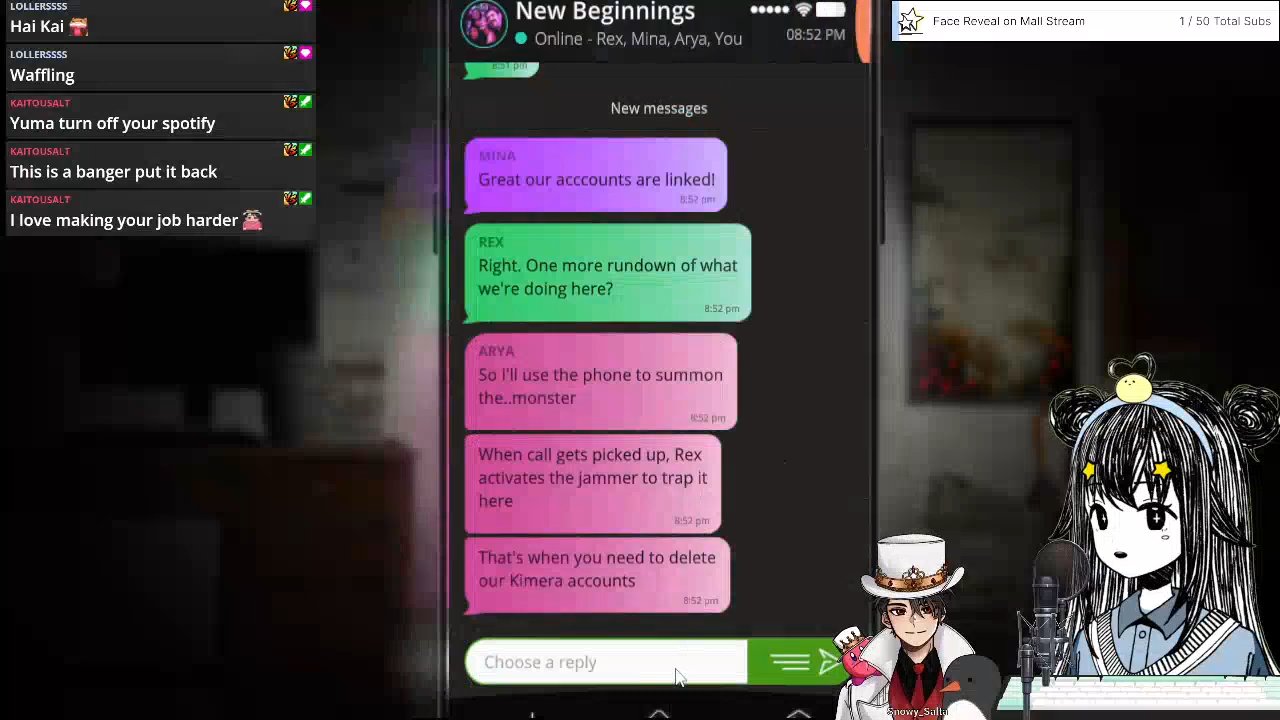 LOLLERSSSS
Hai Kai
LOLLERSSSS
Waffling
KAITOUSALT
Yuma turn off your spotify
KAITOUSALT
This is a banger put it back
KAITOUSALT
I love making your job harder
New Beginnings
Online - Rex, Mina, Arya, You
08:52 PM
8:51 pm
New messages
MINA
Great our acccounts are linked!
8:52 pm
REX
Right. One more rundown of what
we're doing here?
8:52 pm
ARYA
So I'll use the phone to summon
the..monster
8:52 pm
When call gets picked up, Rex
activates the jammer to trap it
here
8:52 pm
That's when you need to delete
our Kimera accounts
8:52 pm
Choose a reply
Face Reveal on Mall Stream
1 / 50 Total Subs